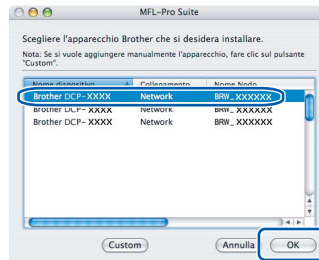 MFL-Pro Suite
Scegliere l'apparecchio Brother che si desidera installare.
Nota: Se si vuole aggiungere manualmente l'apparecchio, fare clic sul pulsante
"Custom".
Nome dispositivo Collegamento Nome Nodo
Brother DCP-XXXX Network BRW_XXXXXX
Brother DCP-XXXX Network BRW_XXXXXX
Brother DCP-XXXX Network BRW_XXXXXX
Custom Annulla OK